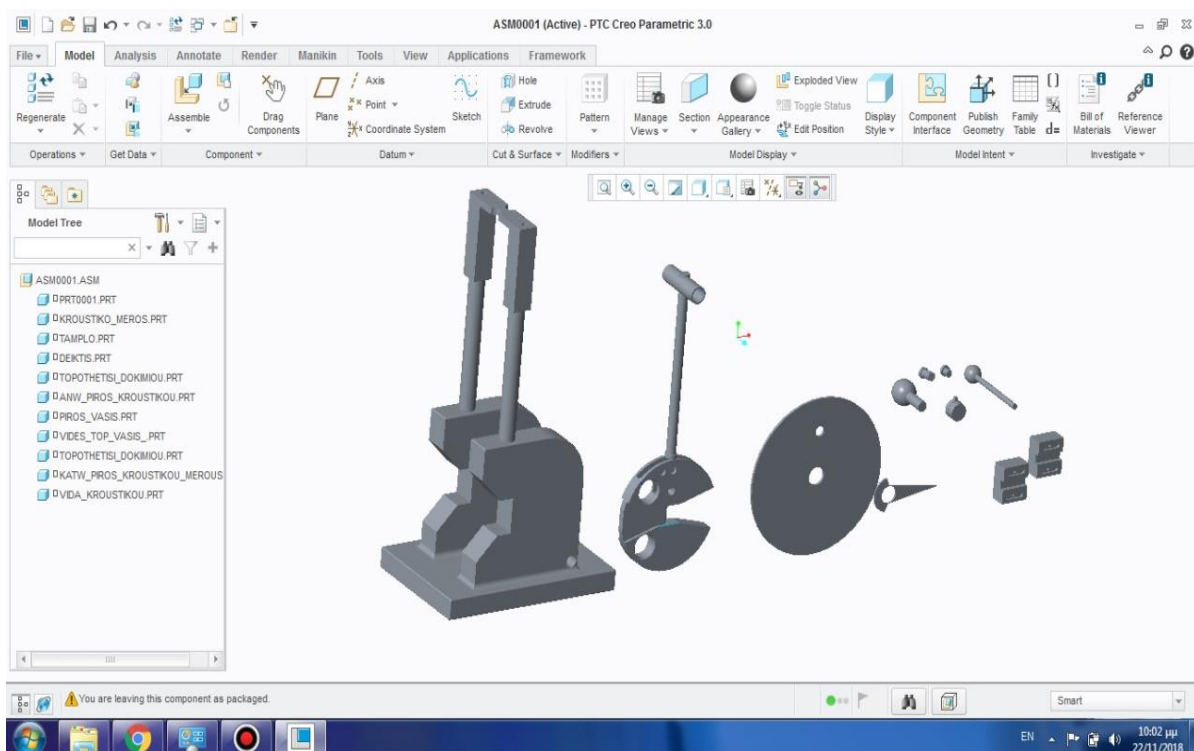 ASM0001 (Active) - PTC Creo Parametric 3.0
File Model Analysis Annotate Render Manikin Tools View Applications Framework
Regenerate
Operations
Get Data
Assemble
Drag Components
Component
Plane
Axis
Point
Coordinate System
Sketch
Datum
Hole
Extrude
Revolve
Cut & Surface
Pattern
Modifiers
Manage Views
Section
Appearance Gallery
Exploded View
Toggle Status
Edit Position
Display Style
Model Display
Component Interface
Publish Geometry
Family Table
d=
Model Intent
Bill of Materials
Reference Viewer
Investigate
Model Tree
ASM0001.ASM
PRT0001.PRT
KROUSTIKO_MEROS.PRT
TAMPLO.PRT
DEIKTIS.PRT
TOPOTHETISI_DOKIMIOU.PRT
ANW_PIROS_KROUSTIKOU.PRT
PIROS_VASIS.PRT
VIDES_TOP_VASIS_.PRT
TOPOTHETISI_DOKIMIOU.PRT
KATW_PIROS_KROUSTIKOU_MEROUS
VIDA_KROUSTIKOU.PRT
You are leaving this component as packaged.
Smart
EN
10:02 μμ
22/11/2018